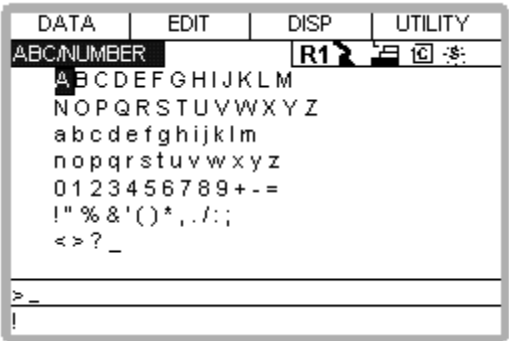 DATA EDIT DISP UTILITY
ABC/NUMBER R1 C S
A B C D E F G H I J K L M
N O P Q R S T U V W X Y Z
a b c d e f g h i j k l m
n o p q r s t u v w x y z
0 1 2 3 4 5 6 7 8 9 + - =
! " % & ' ( ) * , . / : ;
< > ? _
> _
!